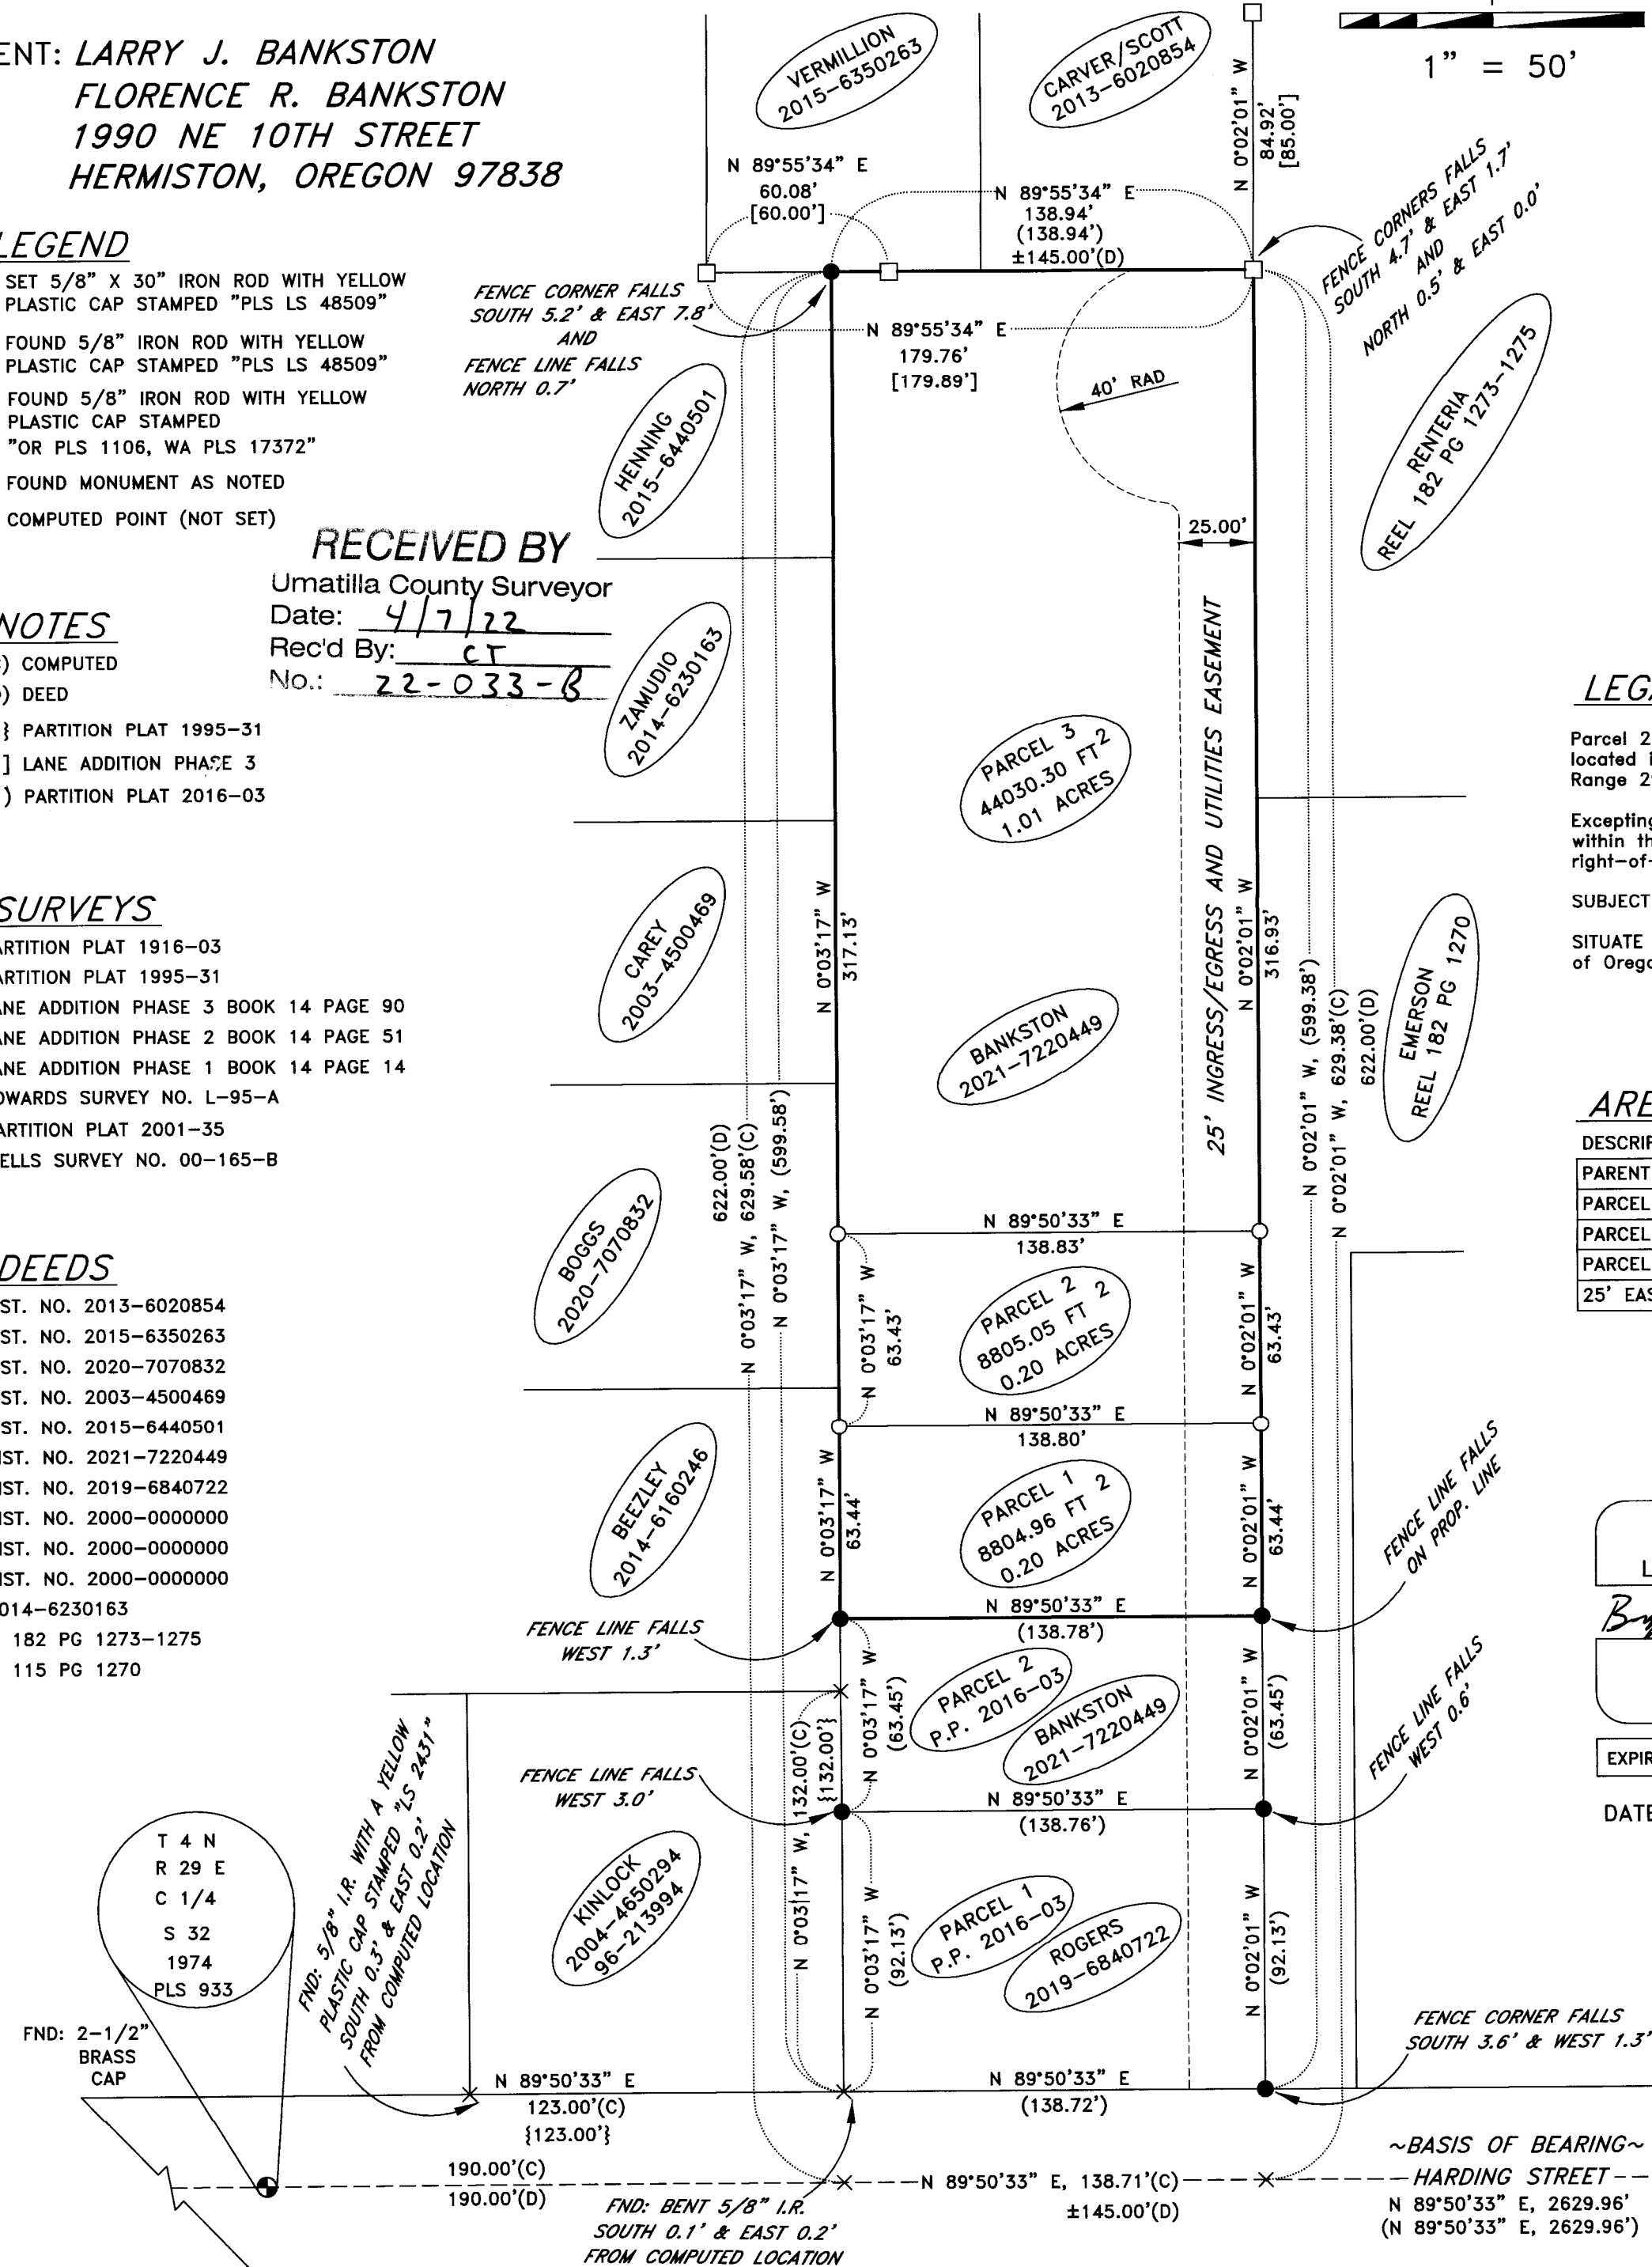 ENT: LARRY J. BANKSTON
FLORENCE R. BANKSTON
1990 NE 10TH STREET
HERMISTON, OREGON 97838
1" = 50'
LEGEND
SET 5/8" X 30" IRON ROD WITH YELLOW
PLASTIC CAP STAMPED "PLS LS 48509"
FOUND 5/8" IRON ROD WITH YELLOW
PLASTIC CAP STAMPED "PLS LS 48509"
FOUND 5/8" IRON ROD WITH YELLOW
PLASTIC CAP STAMPED
"OR PLS 1106, WA PLS 17372"
FOUND MONUMENT AS NOTED
COMPUTED POINT (NOT SET)
RECEIVED BY
Umatilla County Surveyor
Date: 4/7/22
Rec'd By: CT
No.: 22-033-B
NOTES
) COMPUTED
) DEED
} PARTITION PLAT 1995-31
] LANE ADDITION PHASE 3
) PARTITION PLAT 2016-03
SURVEYS
ARTITION PLAT 1916-03
ARTITION PLAT 1995-31
ANE ADDITION PHASE 3 BOOK 14 PAGE 90
ANE ADDITION PHASE 2 BOOK 14 PAGE 51
ANE ADDITION PHASE 1 BOOK 14 PAGE 14
DWARDS SURVEY NO. L-95-A
ARTITION PLAT 2001-35
ELLS SURVEY NO. 00-165-B
DEEDS
ST. NO. 2013-6020854
ST. NO. 2015-6350263
ST. NO. 2020-7070832
ST. NO. 2003-4500469
ST. NO. 2015-6440501
IST. NO. 2021-7220449
IST. NO. 2019-6840722
IST. NO. 2000-0000000
IST. NO. 2000-0000000
IST. NO. 2000-0000000
014-6230163
182 PG 1273-1275
115 PG 1270
VERMILLION
2015-6350263
CARVER/SCOTT
2013-6020854
N 0°02'01" W
84.92'
[85.00']
N 89°55'34" E
60.08'
[60.00']
N 89°55'34" E
138.94'
(138.94')
±145.00'(D)
FENCE CORNERS FALLS
SOUTH 4.7' & EAST 1.7'
AND
NORTH 0.5' & EAST 0.0'
FENCE CORNER FALLS
SOUTH 5.2' & EAST 7.8'
AND
FENCE LINE FALLS
NORTH 0.7'
N 89°55'34" E
179.76'
[179.89']
40' RAD
25.00'
HENNING
2015-6440501
RENTERIA
REEL 182 PG 1273-1275
ZAMUDIO
2014-6230163
PARCEL 3
44030.30 FT 2
1.01 ACRES
25' INGRESS/EGRESS AND UTILITIES EASEMENT
CAREY
2003-4500469
N 0°03'17" W
317.13'
N 0°02'01" W
316.93'
BANKSTON
2021-7220449
EMERSON
REEL 182 PG 1270
N 0°02'01" W, (599.38')
N 0°02'01" W, 629.38'(C)
622.00'(D)
622.00'(D)
N 0°03'17" W, 629.58'(C)
N 0°03'17" W, (599.58')
BOGGS
2020-7070832
N 89°50'33" E
138.83'
N 0°03'17" W
63.43'
PARCEL 2
8805.05 FT 2
0.20 ACRES
N 0°02'01" W
63.43'
N 89°50'33" E
138.80'
BEEZLEY
2014-6160246
N 0°03'17" W
63.44'
PARCEL 1
8804.96 FT 2
0.20 ACRES
N 0°02'01" W
63.44'
FENCE LINE FALLS
ON PROP. LINE
N 89°50'33" E
(138.78')
FENCE LINE FALLS
WEST 1.3'
N 0°03'17" W
(63.45')
PARCEL 2
P.P. 2016-03
BANKSTON
2021-7220449
N 0°02'01" W
(63.45')
FENCE LINE FALLS
WEST 0.6'
FENCE LINE FALLS
WEST 3.0'
N 0°03'17" W, 132.00'(C)
{132.00'}
N 89°50'33" E
(138.76')
KINLOCK
2004-4650294
96-213994
N 0°03'17" W
(92.13')
PARCEL 1
P.P. 2016-03
ROGERS
2019-6840722
N 0°02'01" W
(92.13')
FND: 5/8" I.R. WITH A YELLOW
PLASTIC CAP STAMPED "LS 2431"
SOUTH 0.3' & EAST 0.2'
FROM COMPUTED LOCATION
T 4 N
R 29 E
C 1/4
S 32
1974
PLS 933
FND: 2-1/2"
BRASS
CAP
FENCE CORNER FALLS
SOUTH 3.6' & WEST 1.3'
N 89°50'33" E
123.00'(C)
{123.00'}
N 89°50'33" E
(138.72')
190.00'(C)
190.00'(D)
N 89°50'33" E, 138.71'(C)
±145.00'(D)
FND: BENT 5/8" I.R.
SOUTH 0.1' & EAST 0.2'
FROM COMPUTED LOCATION
~BASIS OF BEARING~
HARDING STREET
N 89°50'33" E, 2629.96'
(N 89°50'33" E, 2629.96')
LEGA
Parcel 2
located i
Range 2
Excepting
within th
right-of-
SUBJECT
SITUATE
of Orego
ARE
DESCRIP
PARENT
PARCEL
PARCEL
PARCEL
25' EAS
L
EXPIR
DATE